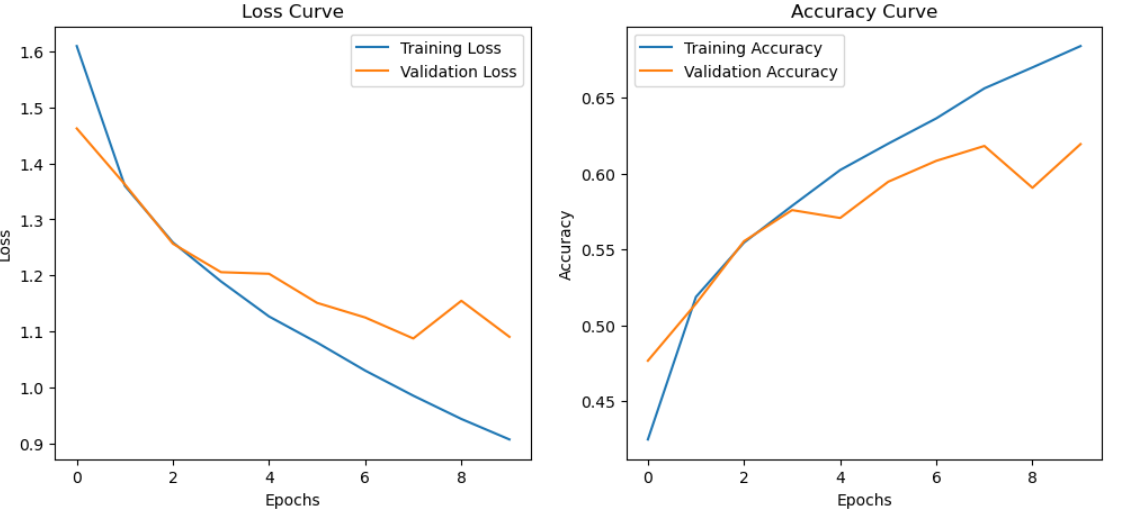 Loss Curve
1.6
1.5
1.4
1.3
1.2
1.1
1.0
0.9
Loss
Training Loss
Validation Loss
0 2 4 6 8
Epochs
Accuracy Curve
0.65
0.60
0.55
0.50
0.45
Accuracy
Training Accuracy
Validation Accuracy
0 2 4 6 8
Epochs